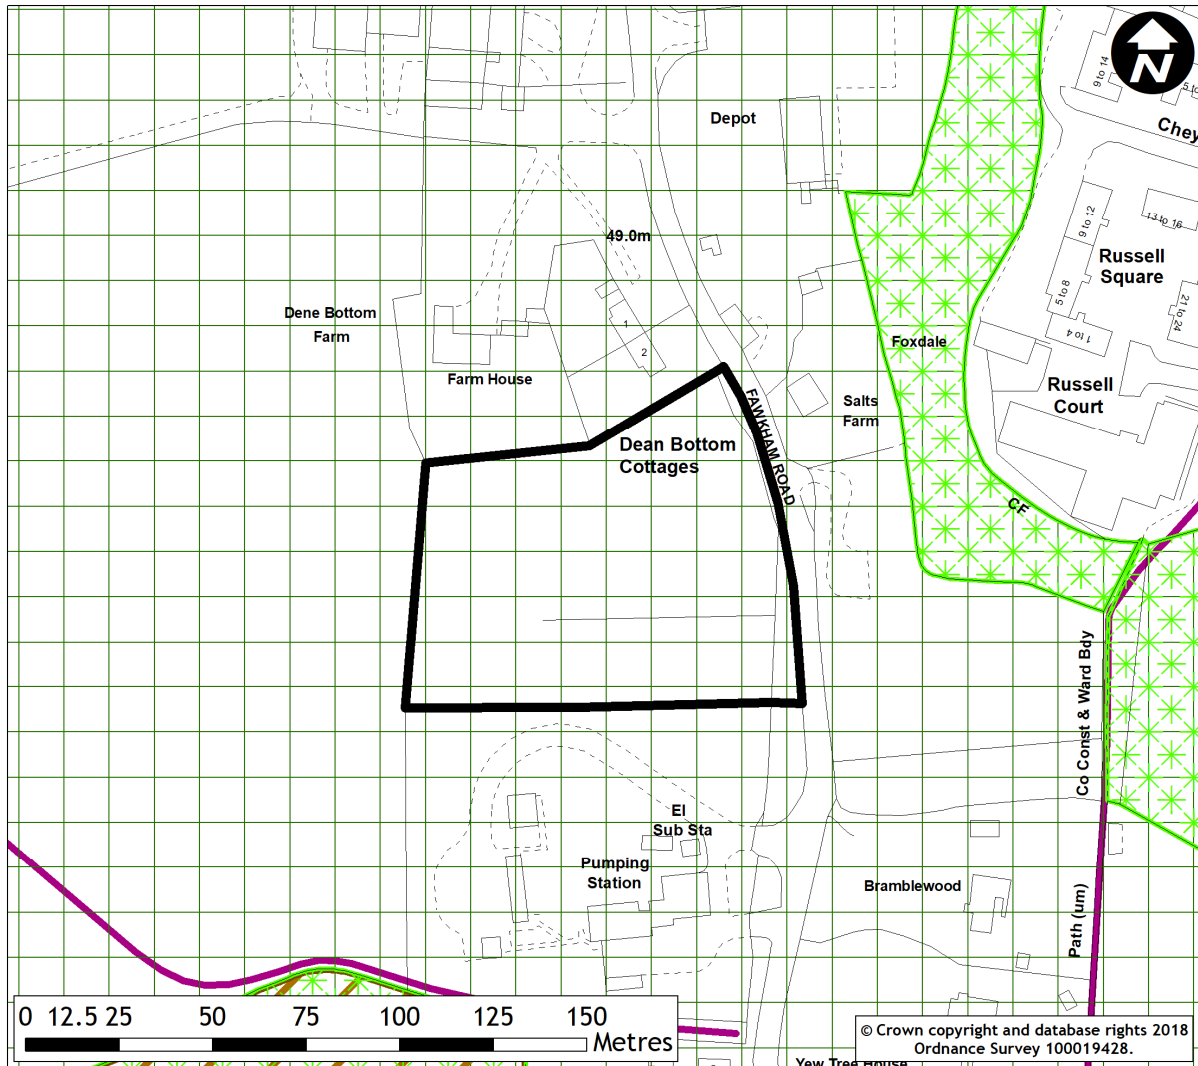 N
9 to 14
Depot
Chey
9 to 12
13 to 16
49.0m
Russell
Square
5 to 8
21 to 24
Dene Bottom
Farm
1
1 to 4
Foxdale
2
Farm House
Russell
Court
FAWKHAM ROAD
Salts
Farm
Dean Bottom
Cottages
CF
Co Const & Ward Bdy
El
Sub Sta
Pumping
Station
Bramblewood
Path (um)
0 12.5 25 50 75 100 125 150
Metres
© Crown copyright and database rights 2018
Ordnance Survey 100019428.
Yew Tree House